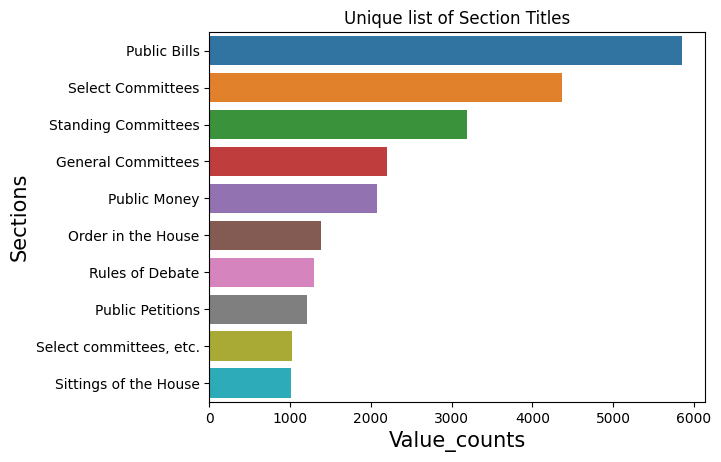 Unique list of Section Titles
Sections
Public Bills
Select Committees
Standing Committees
General Committees
Public Money
Order in the House
Rules of Debate
Public Petitions
Select committees, etc.
Sittings of the House
0 1000 2000 3000 4000 5000 6000
Value_counts